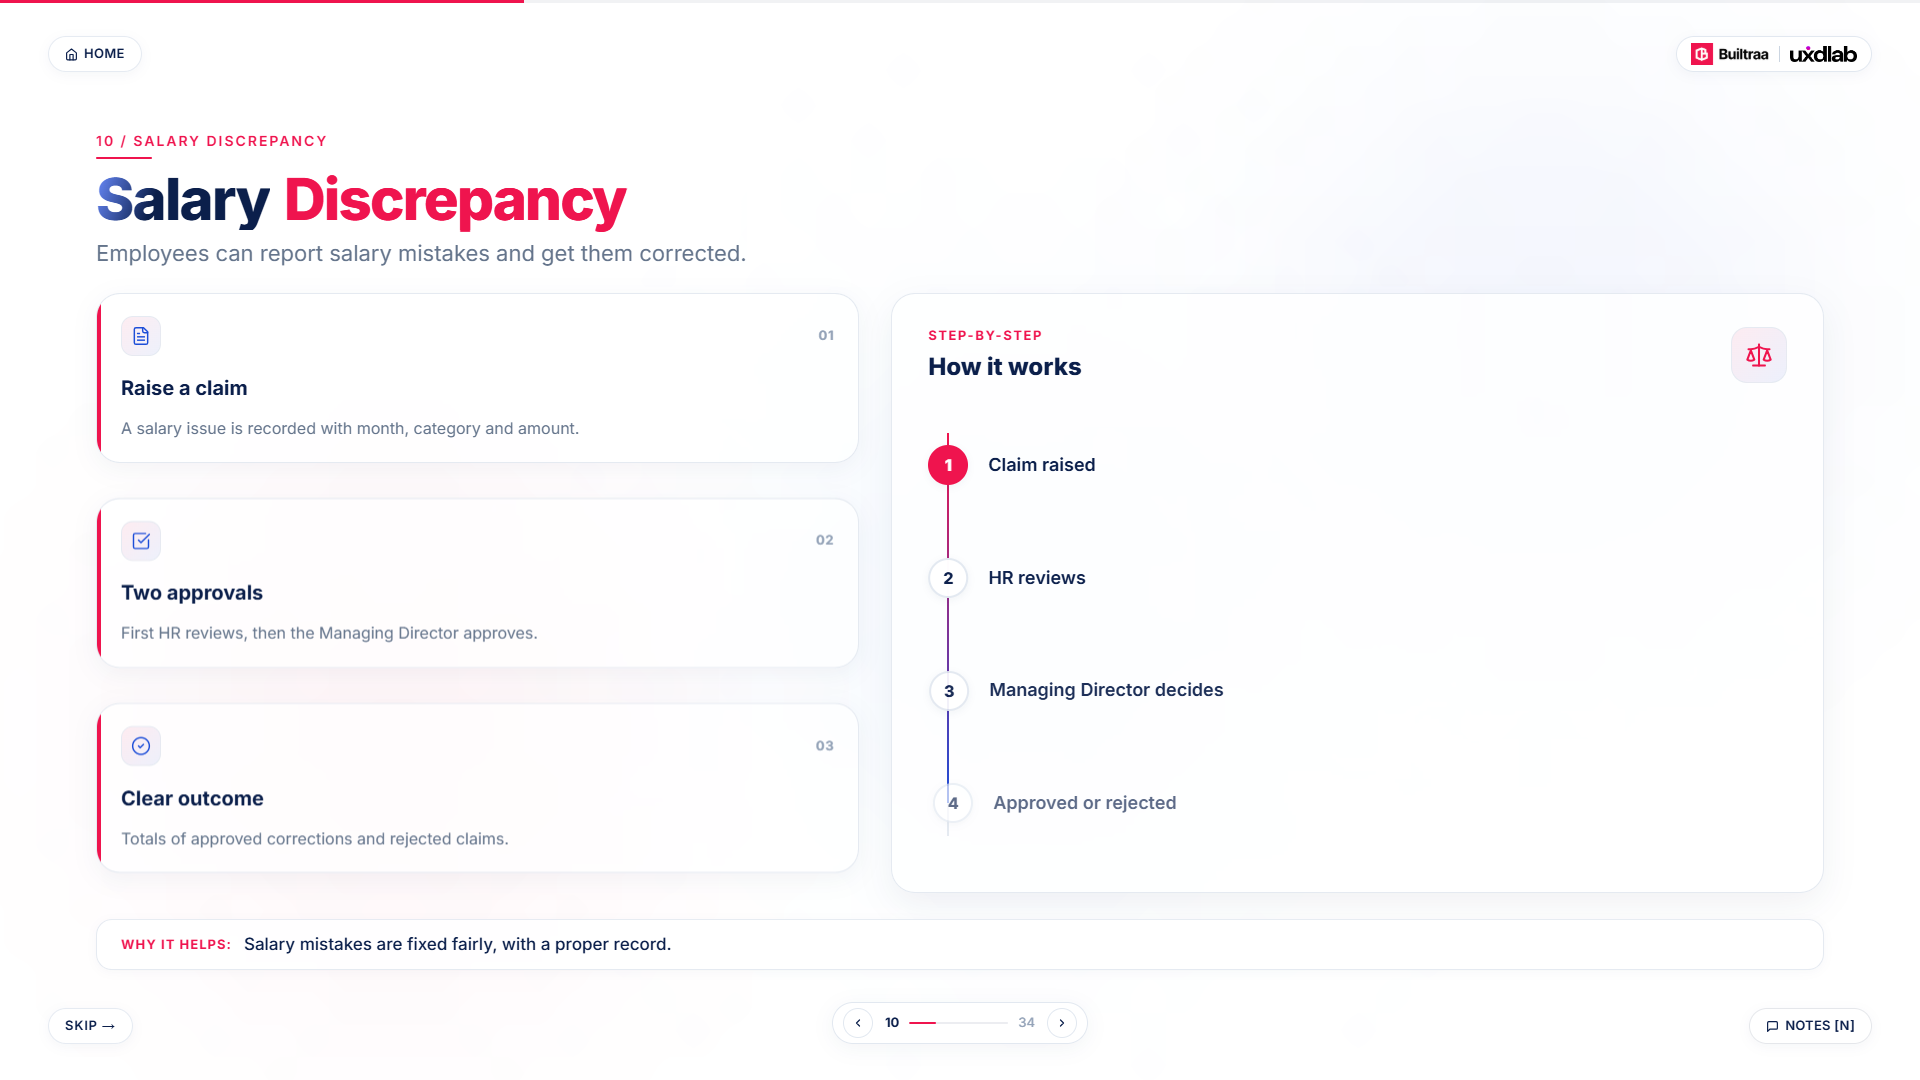 HOME
Builtraa
uxdlab
10 / SALARY DISCREPANCY
Salary Discrepancy
Employees can report salary mistakes and get them corrected.
01
Raise a claim
A salary issue is recorded with month, category and amount.
02
Two approvals
First HR reviews, then the Managing Director approves.
03
Clear outcome
Totals of approved corrections and rejected claims.
STEP-BY-STEP
How it works
1 Claim raised
2 HR reviews
3 Managing Director decides
4 Approved or rejected
WHY IT HELPS: Salary mistakes are fixed fairly, with a proper record.
SKIP →
10 34
NOTES [N]